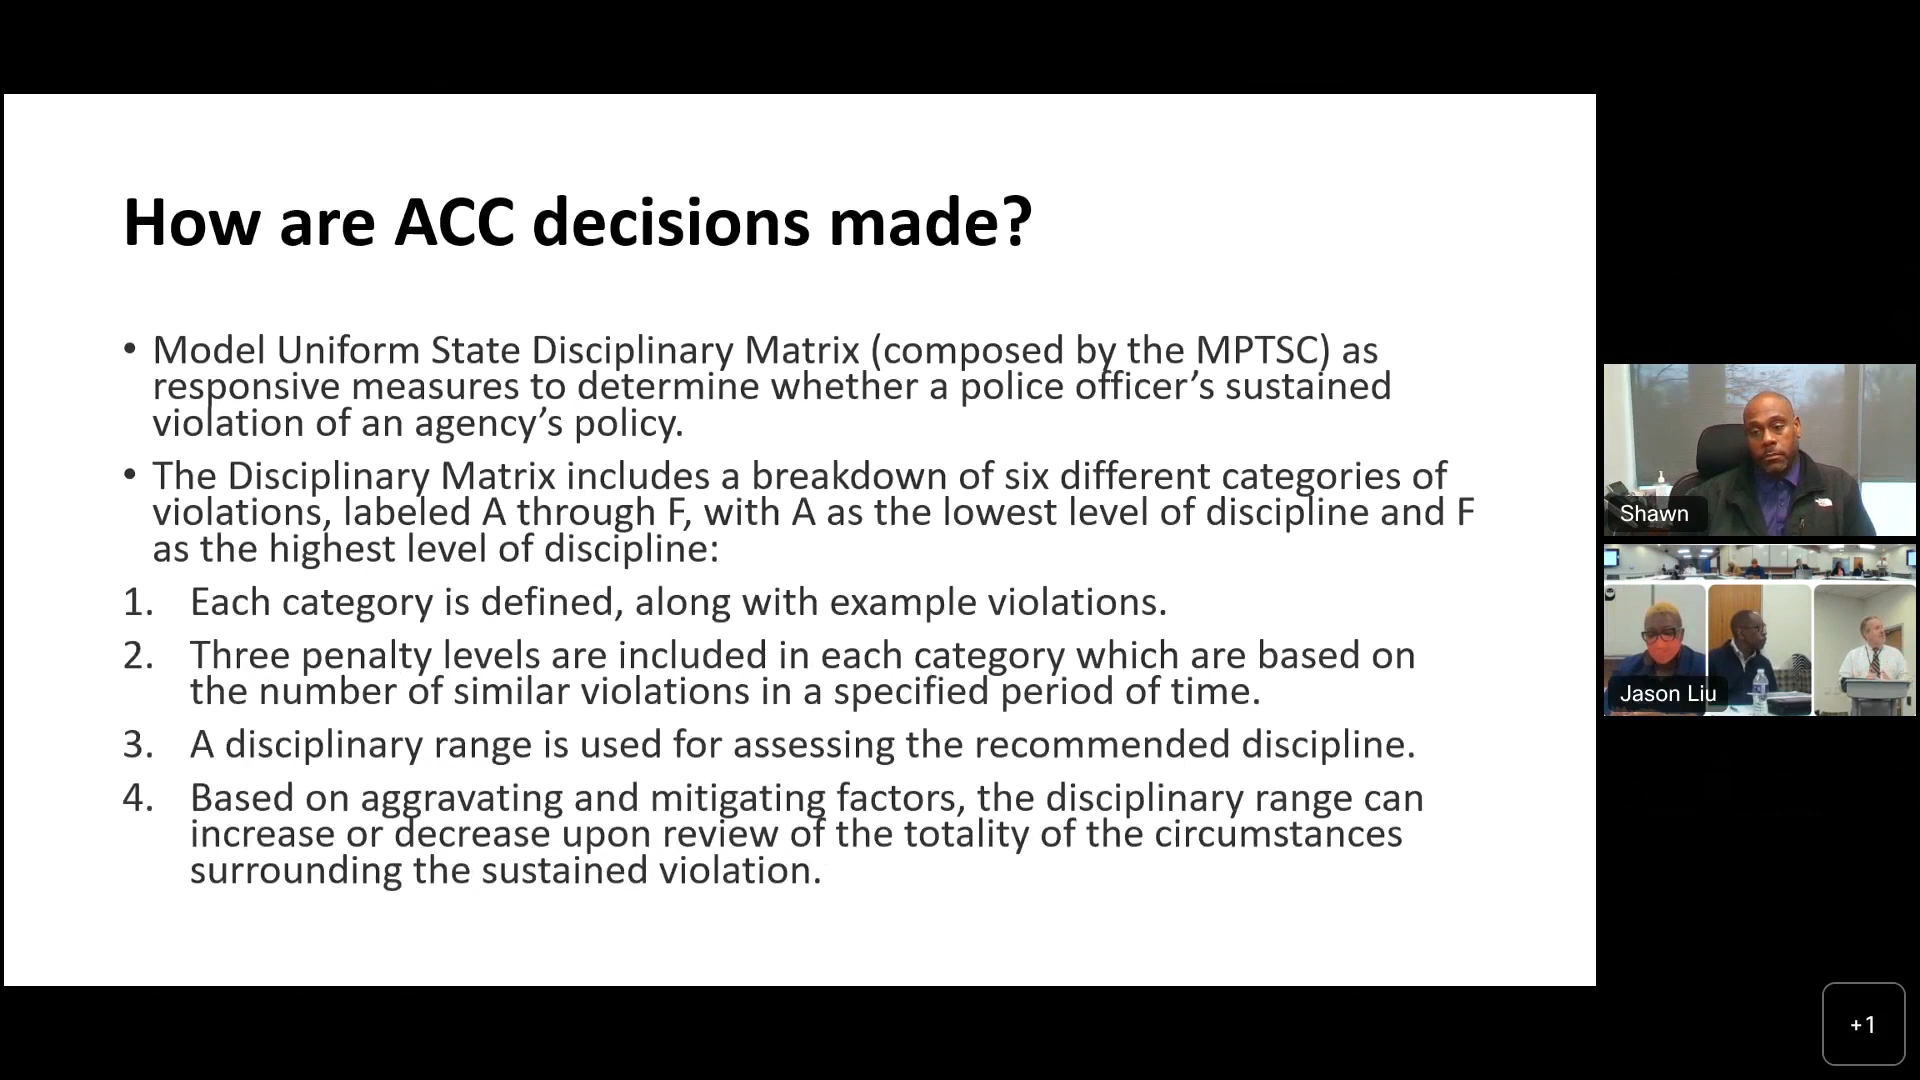 How are ACC decisions made?
• Model Uniform State Disciplinary Matrix (composed by the MPTSC) as
responsive measures to determine whether a police officer’s sustained
violation of an agency’s policy.
• The Disciplinary Matrix includes a breakdown of six different categories of
violations, labeled A through F, with A as the lowest level of discipline and F
as the highest level of discipline:
1. Each category is defined, along with example violations.
2. Three penalty levels are included in each category which are based on
the number of similar violations in a specified period of time.
3. A disciplinary range is used for assessing the recommended discipline.
4. Based on aggravating and mitigating factors, the disciplinary range can
increase or decrease upon review of the totality of the circumstances
surrounding the sustained violation.
Shawn
Jason Liu
+1